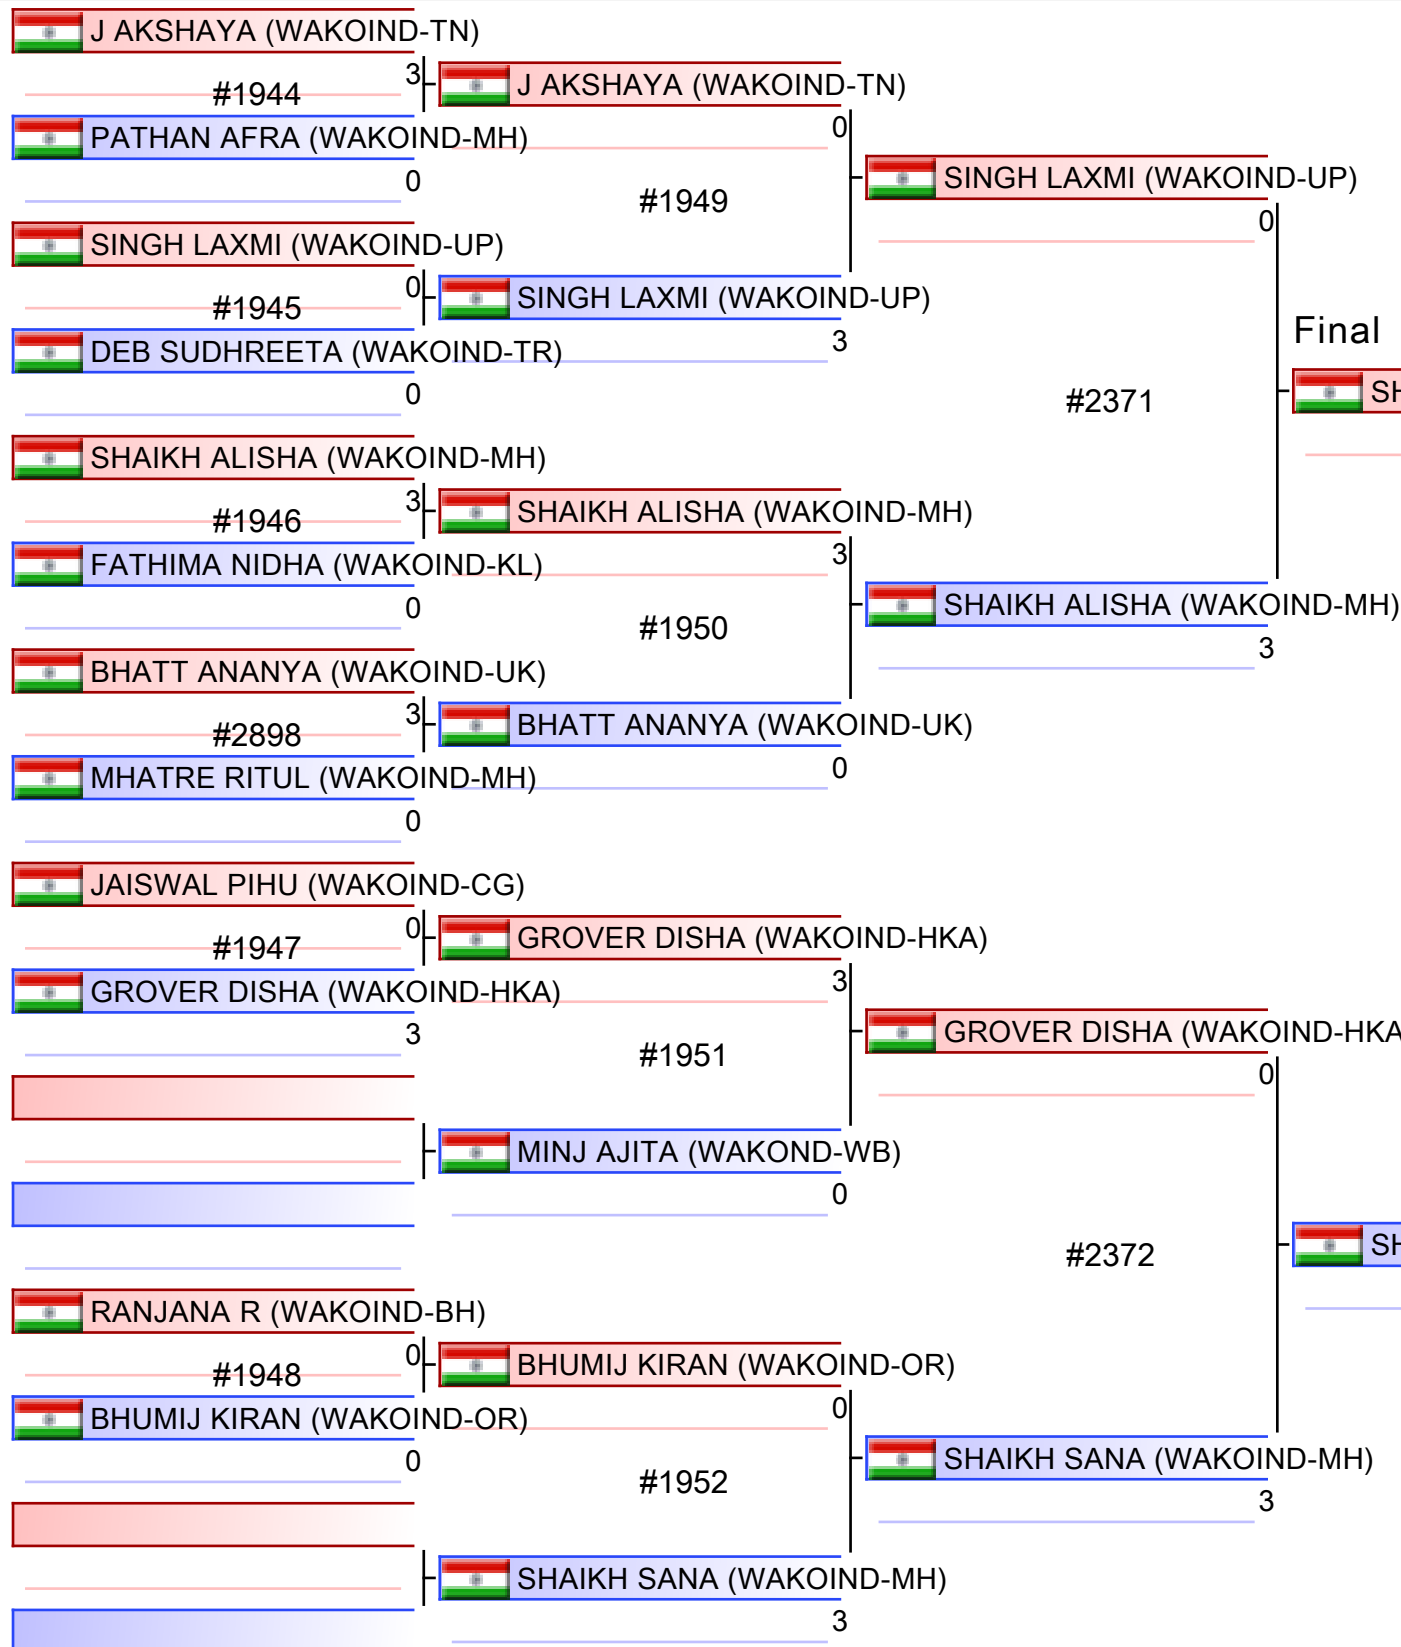 J AKSHAYA (WAKOIND-TN)
3
#1944
PATHAN AFRA (WAKOIND-MH)
0
J AKSHAYA (WAKOIND-TN)
0
#1949
SINGH LAXMI (WAKOIND-UP)
0
#1945
DEB SUDHREETA (WAKOIND-TR)
0
SINGH LAXMI (WAKOIND-UP)
3
SINGH LAXMI (WAKOIND-UP)
0
#2371
SHAIKH ALISHA (WAKOIND-MH)
3
#1946
FATHIMA NIDHA (WAKOIND-KL)
0
SHAIKH ALISHA (WAKOIND-MH)
3
#1950
BHATT ANANYA (WAKOIND-UK)
3
#2898
MHATRE RITUL (WAKOIND-MH)
0
BHATT ANANYA (WAKOIND-UK)
0
SHAIKH ALISHA (WAKOIND-MH)
3
Final
SH
JAISWAL PIHU (WAKOIND-CG)
0
#1947
GROVER DISHA (WAKOIND-HKA)
3
GROVER DISHA (WAKOIND-HKA)
3
#1951
MINJ AJITA (WAKOND-WB)
0
GROVER DISHA (WAKOIND-HKA
0
#2372
RANJANA R (WAKOIND-BH)
0
#1948
BHUMIJ KIRAN (WAKOIND-OR)
0
BHUMIJ KIRAN (WAKOIND-OR)
0
#1952
SHAIKH SANA (WAKOIND-MH)
3
SHAIKH SANA (WAKOIND-MH)
3
SH